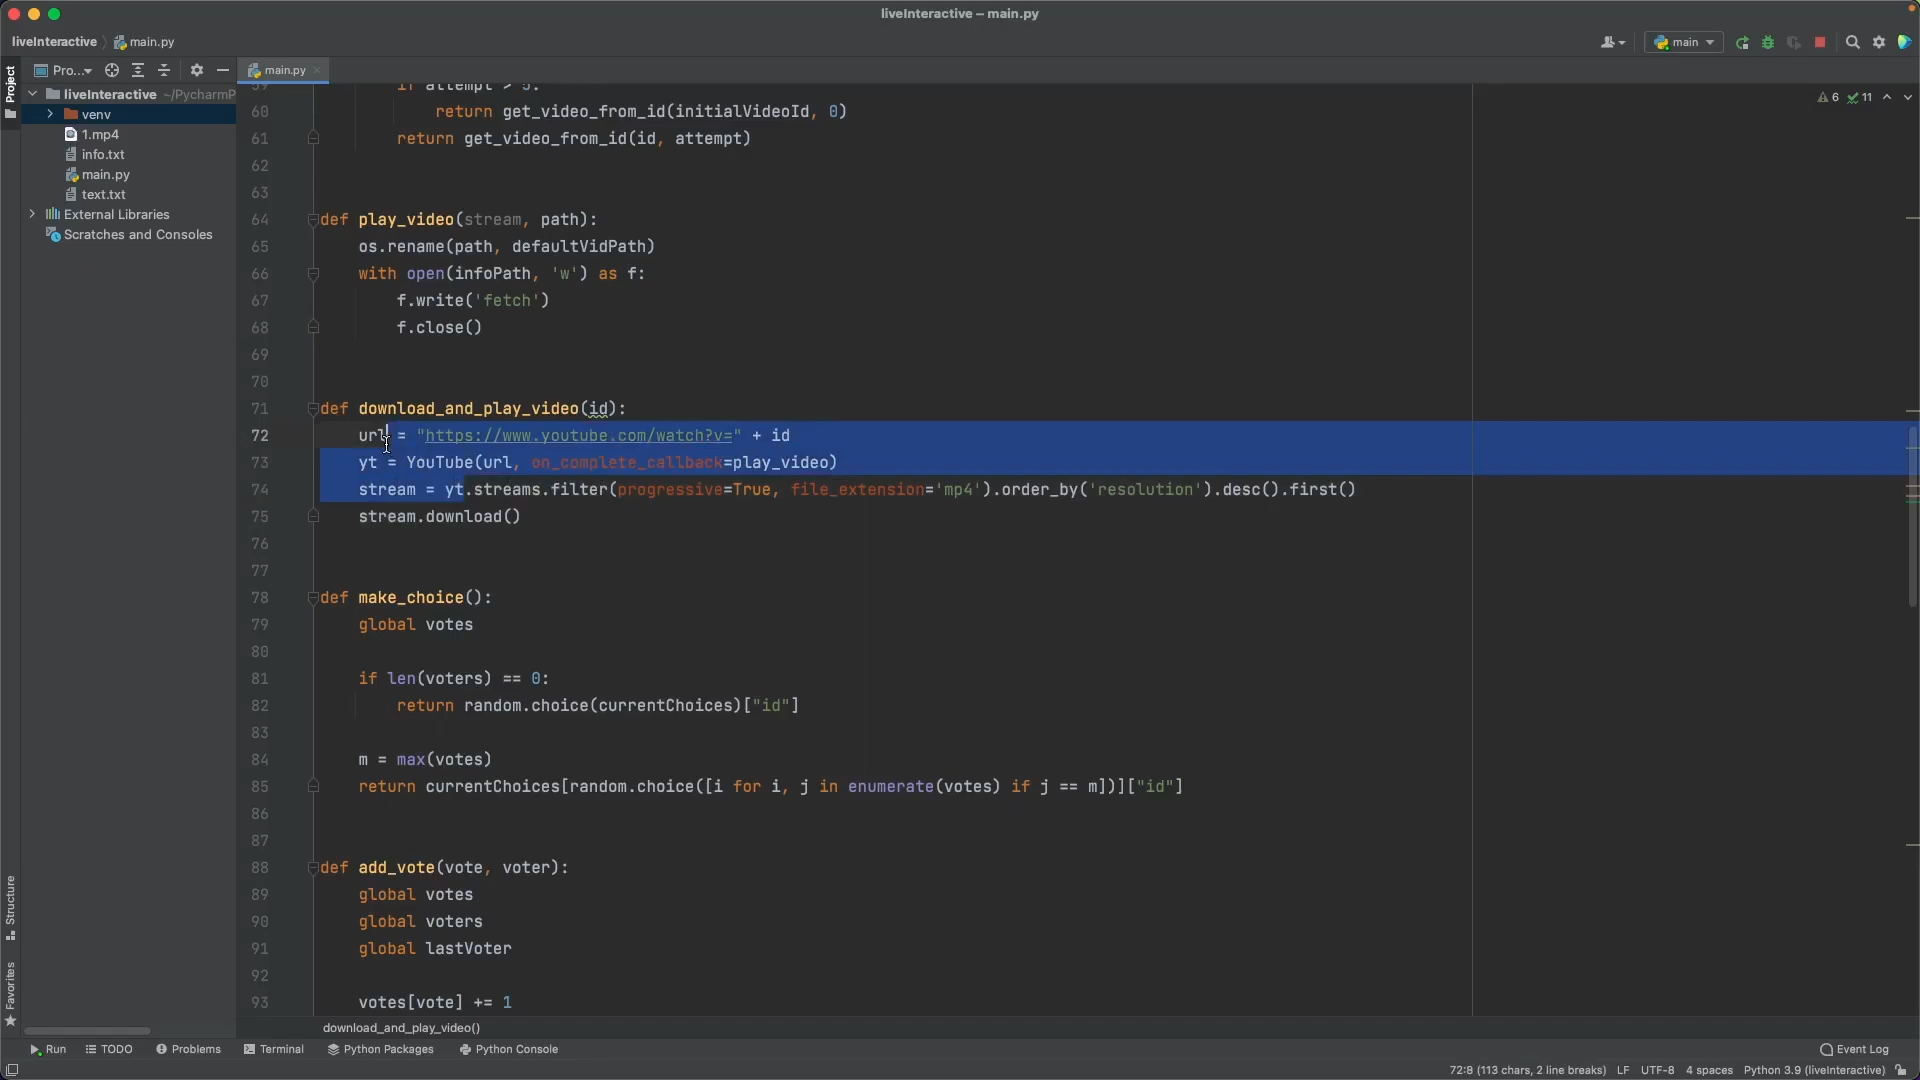 liveInteractive – main.py
liveInteractive
main.py
main
Pro...
main.py
Project
liveInteractive ~/PycharmP
venv
1.mp4
info.txt
main.py
text.txt
External Libraries
Scratches and Consoles
6 11
59 if attempt > 5:
60 return get_video_from_id(initialVideoId, 0)
61 return get_video_from_id(id, attempt)
62
63
64 def play_video(stream, path):
65 os.rename(path, defaultVidPath)
66 with open(infoPath, 'w') as f:
67 f.write('fetch')
68 f.close()
69
70
71 def download_and_play_video(id):
72 url = "https://www.youtube.com/watch?v=" + id
73 yt = YouTube(url, on_complete_callback=play_video)
74 stream = yt.streams.filter(progressive=True, file_extension='mp4').order_by('resolution').desc().first()
75 stream.download()
76
77
78 def make_choice():
79 global votes
80
81 if len(voters) == 0:
82 return random.choice(currentChoices)["id"]
83
84 m = max(votes)
85 return currentChoices[random.choice([i for i, j in enumerate(votes) if j == m])]["id"]
86
87
88 def add_vote(vote, voter):
89 global votes
90 global voters
91 global lastVoter
92
93 votes[vote] += 1
Structure
Favorites
download_and_play_video()
Run TODO Problems Terminal Python Packages Python Console Event Log
72:8 (113 chars, 2 line breaks) LF UTF-8 4 spaces Python 3.9 (liveInteractive)